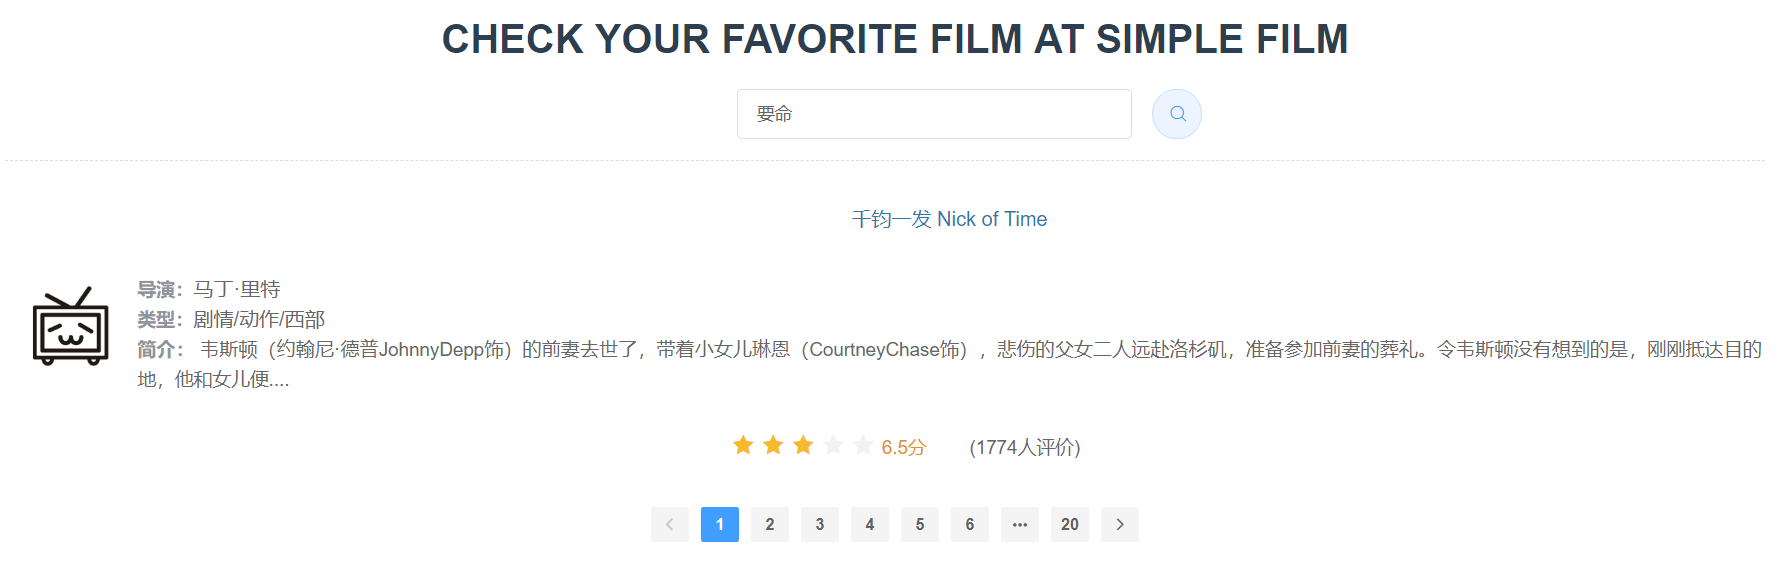 CHECK YOUR FAVORITE FILM AT SIMPLE FILM
要命
千钧一发 Nick of Time
导演：马丁·里特
类型：剧情/动作/西部
简介： 韦斯顿（约翰尼·德普JohnnyDepp饰）的前妻去世了，带着小女儿琳恩（CourtneyChase饰），悲伤的父女二人远赴洛杉矶，准备参加前妻的葬礼。令韦斯顿没有想到的是，刚刚抵达目的
地，他和女儿便....
6.5分 (1774人评价)
1 2 3 4 5 6 ••• 20